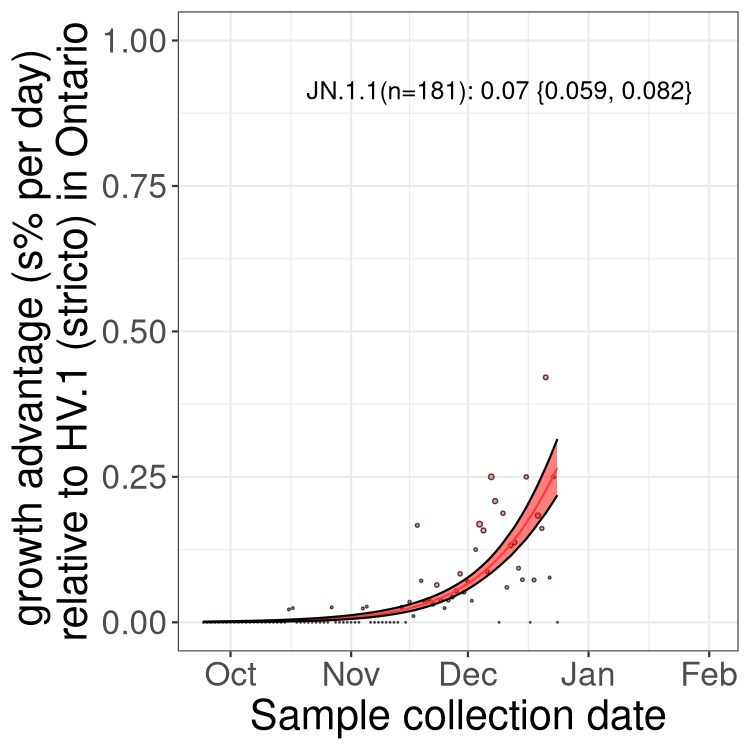 growth advantage (s% per day)
relative to HV.1 (stricto) in Ontario
1.00
0.75
0.50
0.25
0.00
JN.1.1(n=181): 0.07 {0.059, 0.082}
Oct
Nov
Dec
Jan
Feb
Sample collection date